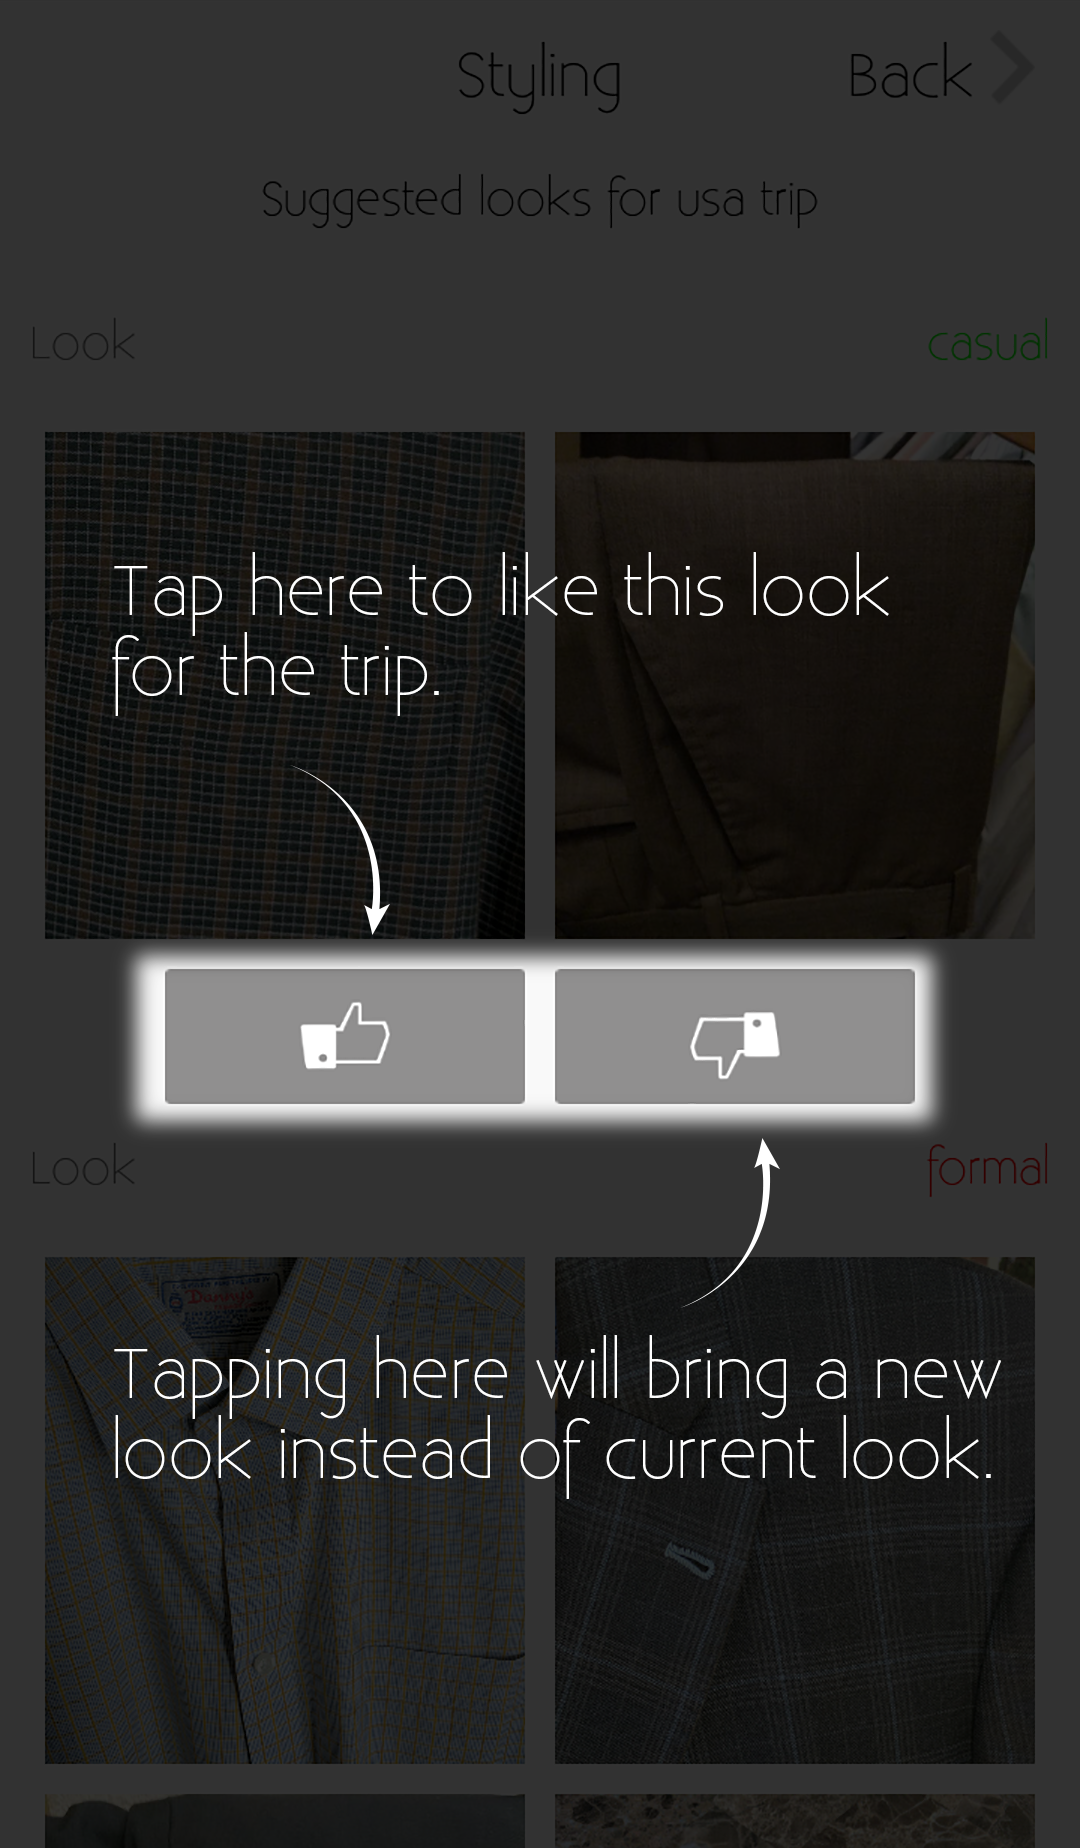 Styling
Back
Suggested looks for usa trip
Look
casual
Tap here to like this look
for the trip.
Look
formal
Danny's
Tapping here will bring a new
look instead of current look.